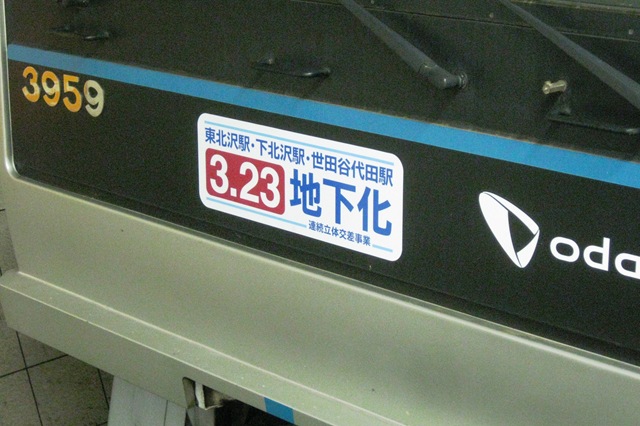 3959
東北沢駅・下北沢駅・世田谷代田駅
3.23 地下化
連続立体交差事業
oda